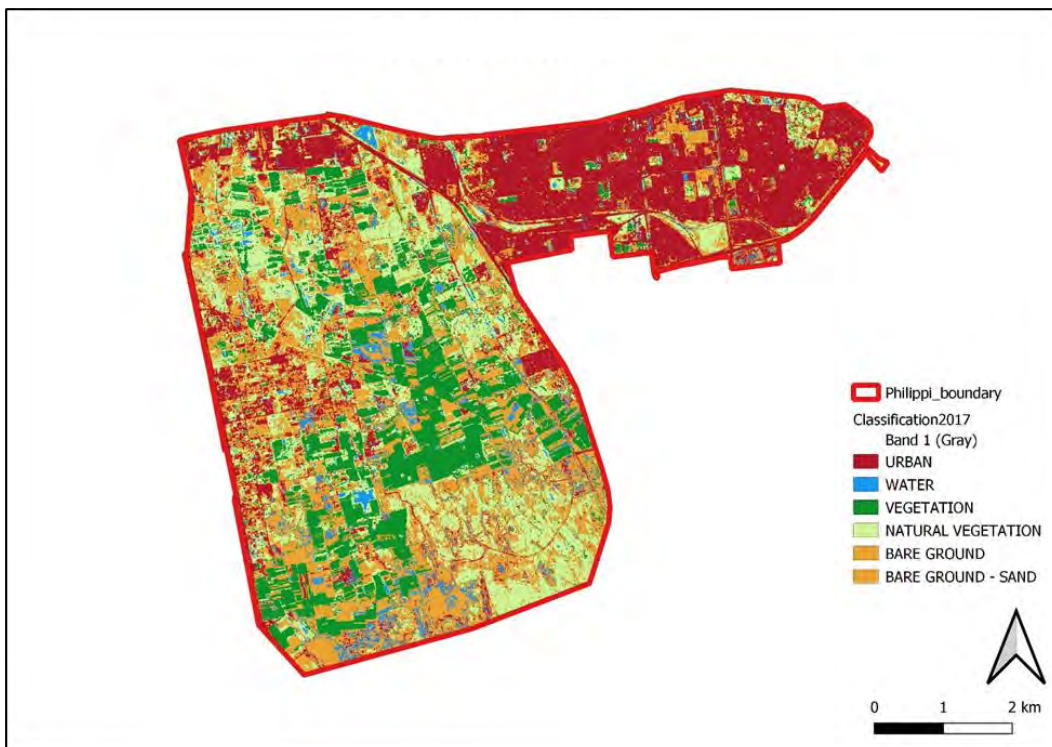 Philippi_boundary
Classification2017
Band 1 (Gray)
URBAN
WATER
VEGETATION
NATURAL VEGETATION
BARE GROUND
BARE GROUND - SAND
0 1 2 km